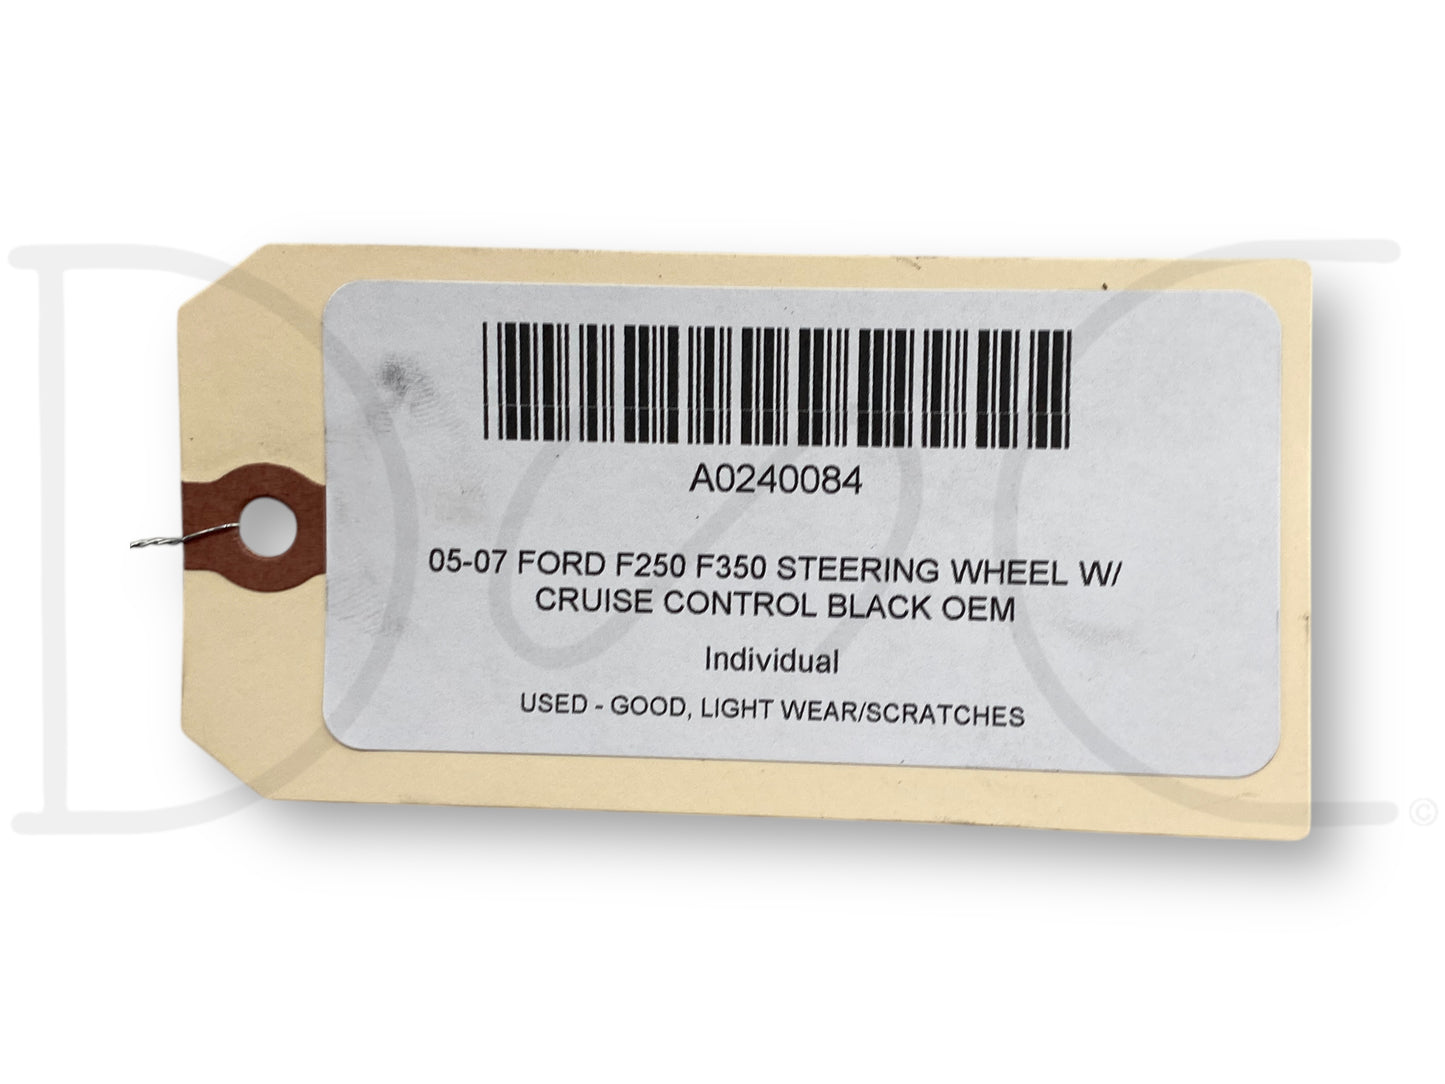 A0240084
05-07 FORD F250 F350 STEERING WHEEL W/
CRUISE CONTROL BLACK OEM
Individual
USED - GOOD, LIGHT WEAR/SCRATCHES
D C ©